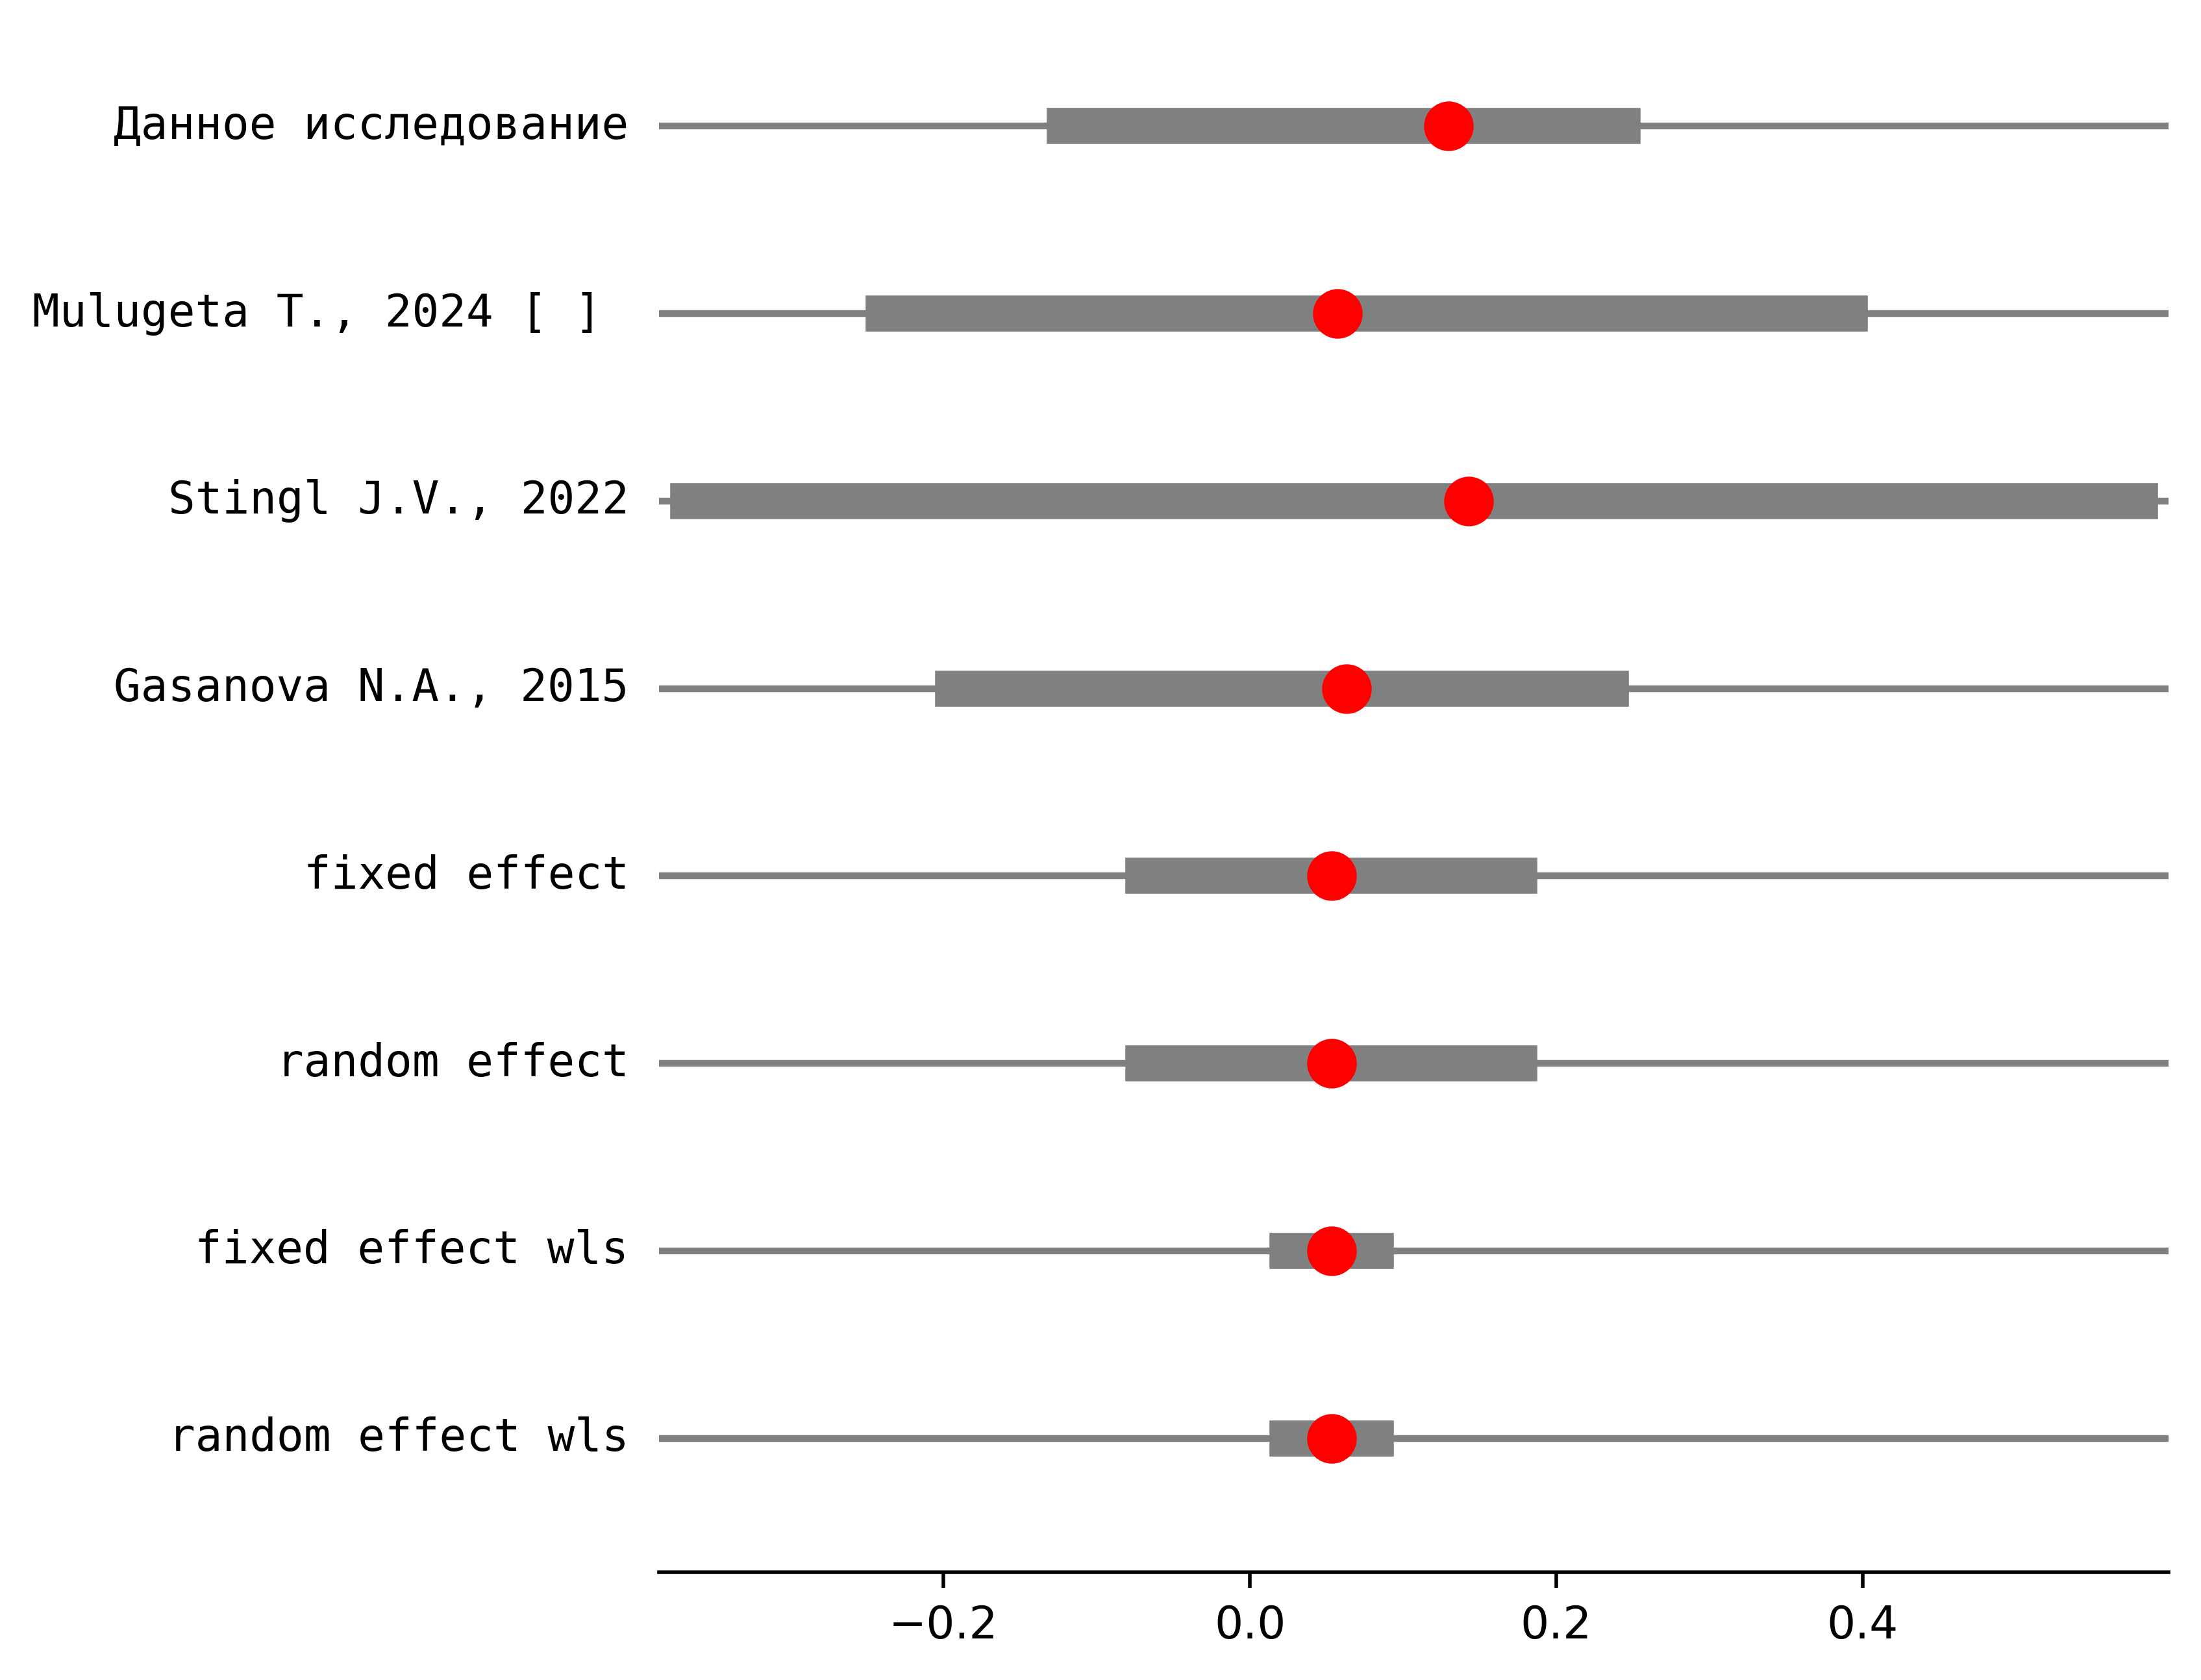 Данное исследование
Mulugeta T., 2024 [ ]
Stingl J.V., 2022
Gasanova N.A., 2015
fixed effect
random effect
fixed effect wls
random effect wls
−0.2 0.0 0.2 0.4